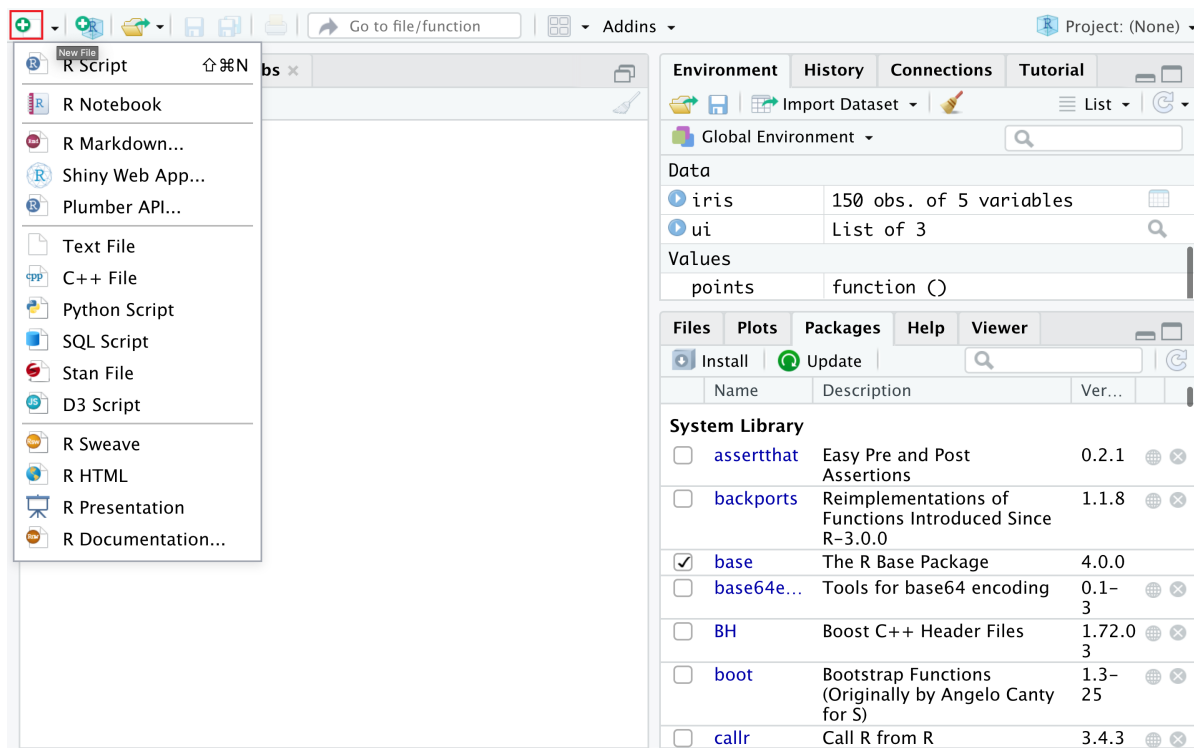 Go to file/function
Addins
Project: (None)
New File
R Script ⇧⌘N
R Notebook
R Markdown...
Shiny Web App...
Plumber API...
Text File
C++ File
Python Script
SQL Script
Stan File
D3 Script
R Sweave
R HTML
R Presentation
R Documentation...
bs
Environment History Connections Tutorial
Import Dataset List
Global Environment
Data
iris 150 obs. of 5 variables
ui List of 3
Values
points function ()
Files Plots Packages Help Viewer
Install Update
Name Description Ver...
System Library
assertthat Easy Pre and Post 0.2.1
Assertions
backports Reimplementations of 1.1.8
Functions Introduced Since
R-3.0.0
base The R Base Package 4.0.0
base64e... Tools for base64 encoding 0.1-
3
BH Boost C++ Header Files 1.72.0
3
boot Bootstrap Functions 1.3-
(Originally by Angelo Canty 25
for S)
callr Call R from R 3.4.3